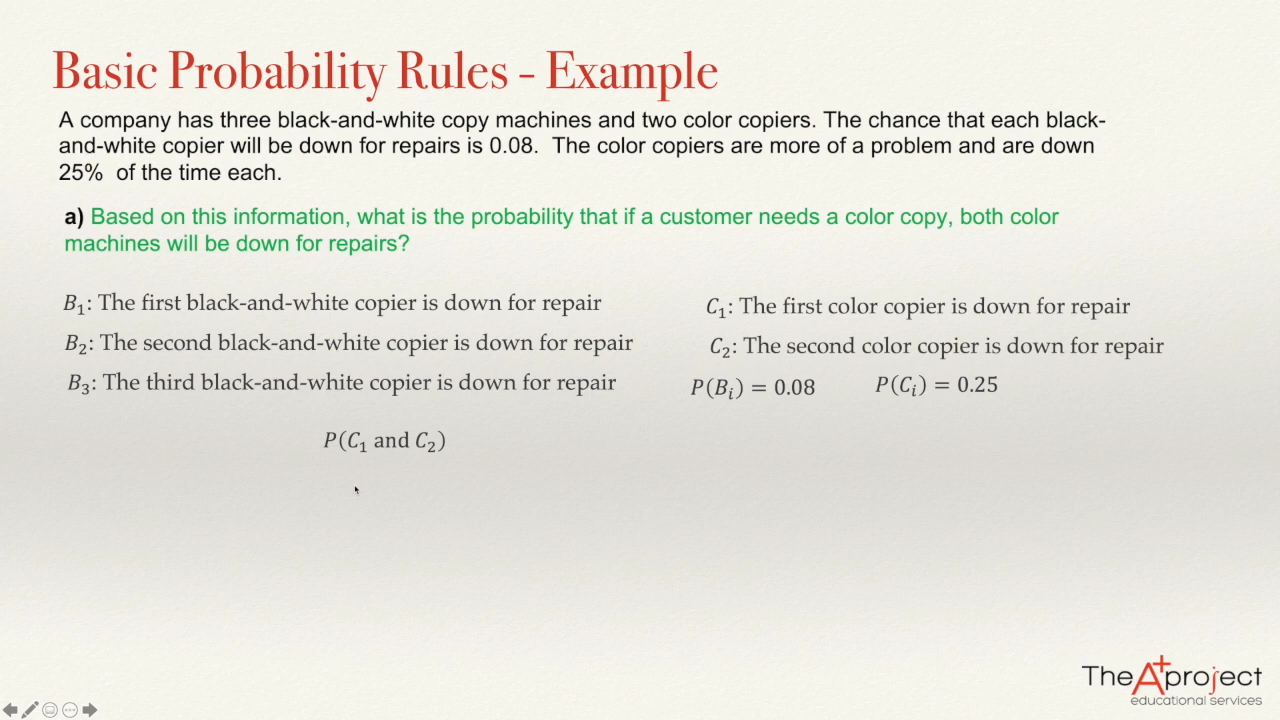 Basic Probability Rules - Example
A company has three black-and-white copy machines and two color copiers. The chance that each black-
and-white copier will be down for repairs is 0.08. The color copiers are more of a problem and are down
25% of the time each.
a) Based on this information, what is the probability that if a customer needs a color copy, both color
machines will be down for repairs?
B₁: The first black-and-white copier is down for repair
B₂: The second black-and-white copier is down for repair
B₃: The third black-and-white copier is down for repair
C₁: The first color copier is down for repair
C₂: The second color copier is down for repair
P(Bᵢ) = 0.08 P(Cᵢ) = 0.25
P(C₁ and C₂)
The A+ project
educational services